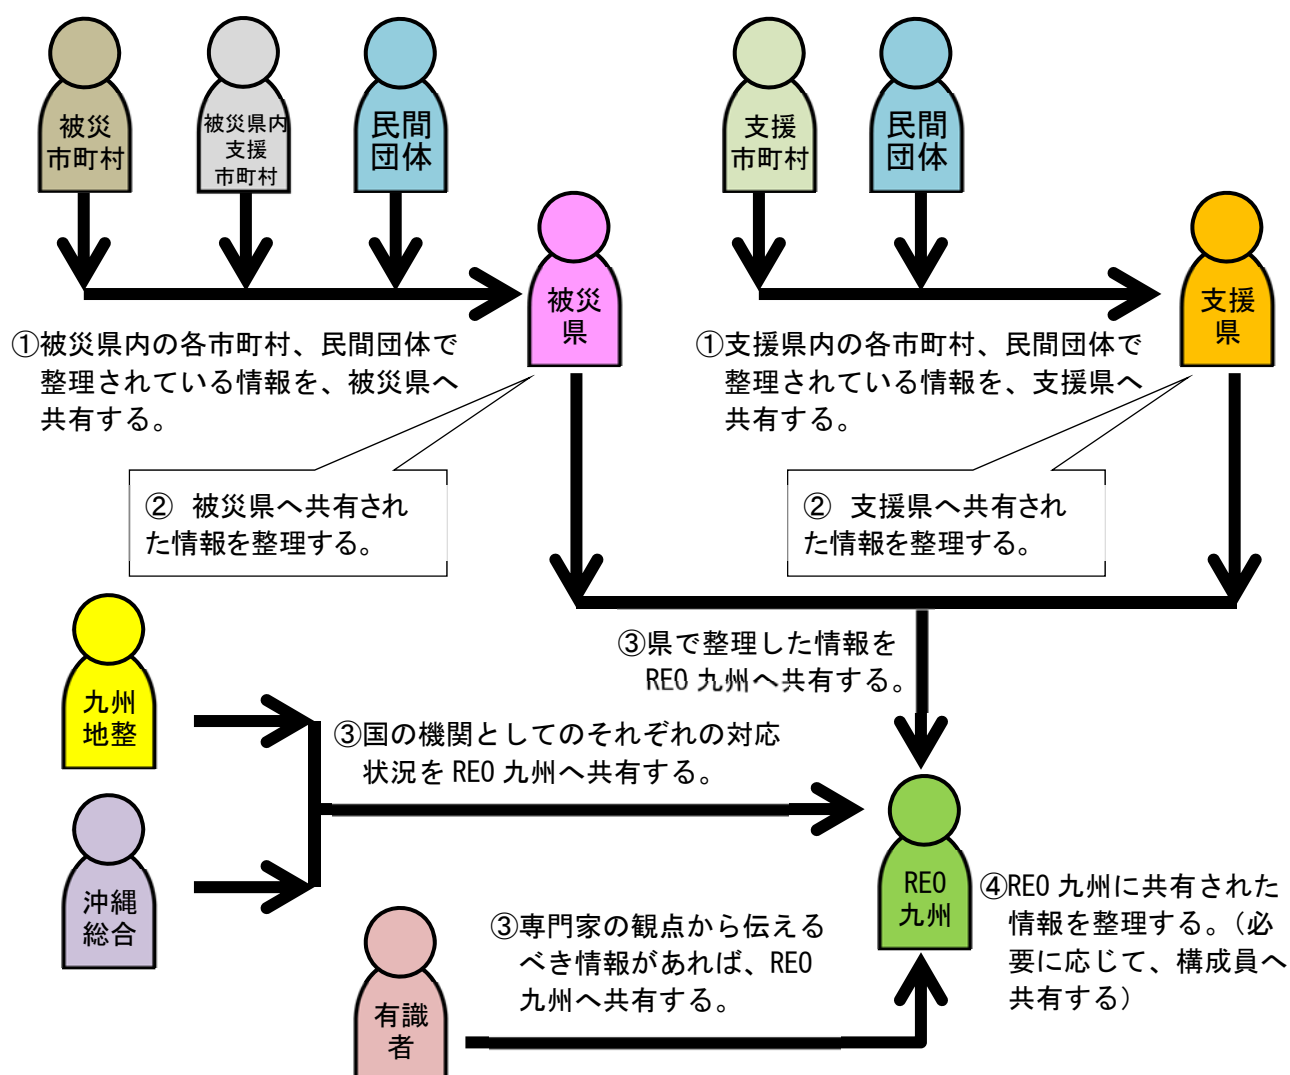 被災
市町村
被災県内
支援
市町村
民間
団体
支援
市町村
民間
団体
被災
県
支援
県
①被災県内の各市町村、民間団体で
整理されている情報を、被災県へ
共有する。
①支援県内の各市町村、民間団体で
整理されている情報を、支援県へ
共有する。
② 被災県へ共有され
た情報を整理する。
② 支援県へ共有され
た情報を整理する。
③県で整理した情報を
REO 九州へ共有する。
九州
地整
③国の機関としてのそれぞれの対応
状況を REO 九州へ共有する。
沖縄
総合
REO
九州
④REO 九州に共有された
情報を整理する。（必
要に応じて、構成員へ
共有する）
③専門家の観点から伝える
べき情報があれば、REO
九州へ共有する。
有識
者